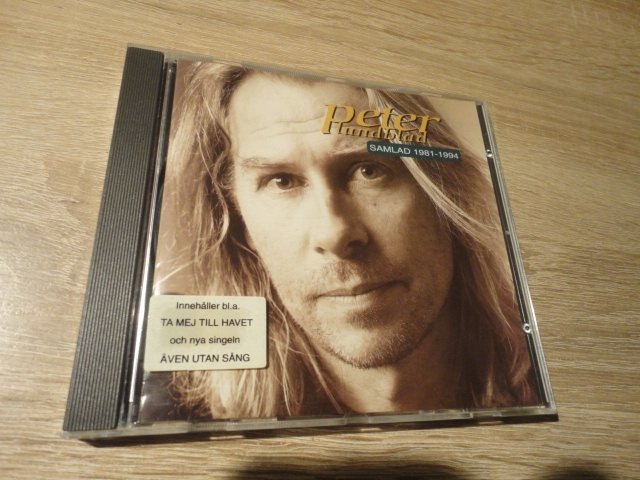 Peter
Lundblad
SAMLAD 1981-1994
Innehåller bl.a.
TA MEJ TILL HAVET
och nya singeln
ÄVEN UTAN SÅNG